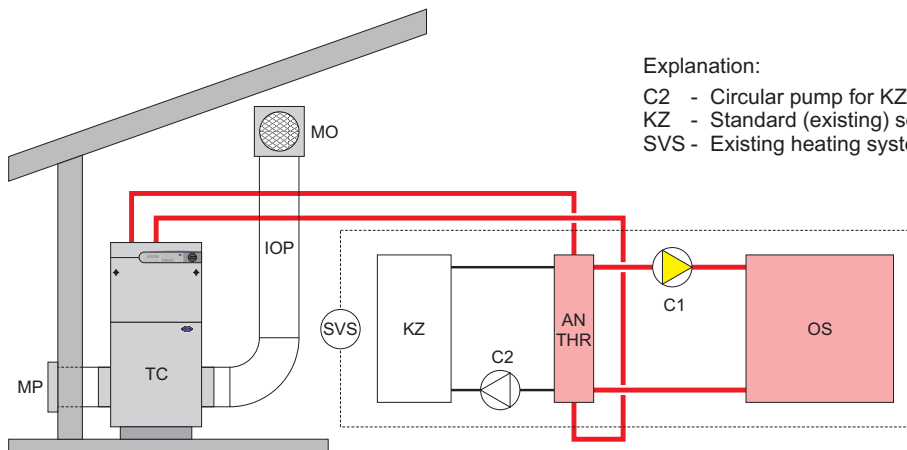 Explanation:
C2 - Circular pump for KZ
KZ - Standard (existing)
SVS - Existing heating
MO
IOP
SVS
KZ
C2
AN
THR
C1
OS
MP
TC